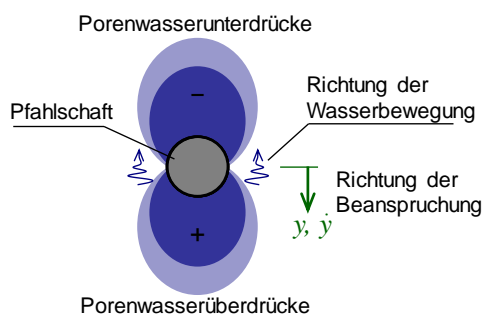 Porenwasserunterdrücke
–
Richtung der
Wasserbewegung
Pfahlschaft
Richtung der
Beanspruchung
y, ẏ
+
Porenwasserüberdrücke